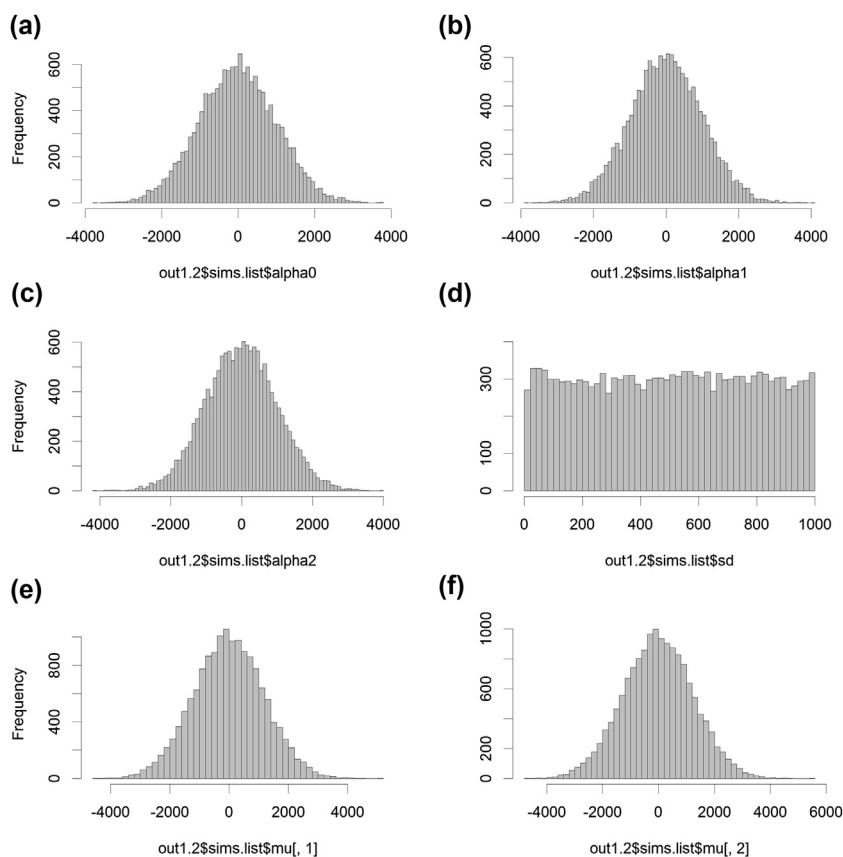 (a)
Frequency
600
400
200
0
-4000 -2000 0 2000 4000
out1.2$sims.list$alpha0
(b)
600
400
200
0
-4000 -2000 0 2000 4000
out1.2$sims.list$alpha1
(c)
Frequency
600
400
200
0
-4000 -2000 0 2000 4000
out1.2$sims.list$alpha2
(d)
300
100
0
0 200 400 600 800 1000
out1.2$sims.list$sd
(e)
Frequency
800
400
0
-4000 -2000 0 2000 4000
out1.2$sims.list$mu[, 1]
(f)
1000
600
200
0
-4000 -2000 0 2000 4000 6000
out1.2$sims.list$mu[, 2]